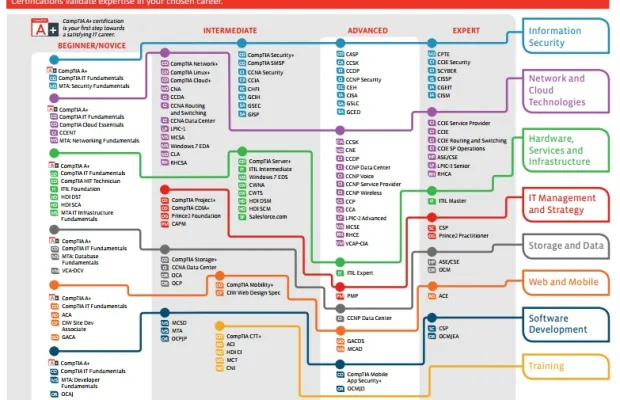 Certifications validate expertise in your chosen career.
CompTIA A+ certification
is your first step towards
a satisfying IT career.
BEGINNER/NOVICE
INTERMEDIATE
ADVANCED
EXPERT
CompTIA A+
CompTIA IT Fundamentals
MTA: Security Fundamentals
CompTIA Security+
CompTIA SMSP
CCNA Security
CCIA
CHFI
GCIH
GSEC
GISP
CASP
CCSK
CCDP
CCNP Security
CEH
CISA
GSLC
GCED
CPTE
CCIE Security
SCYBER
CISSP
CGEIT
CISM
Information
Security
CompTIA A+
CompTIA IT Fundamentals
CompTIA Cloud Essentials
CCENT
MTA: Networking Fundamentals
CompTIA Network+
CompTIA Linux+
CompTIA Cloud+
CNA
CCDA
CCNA Routing
and Switching
CCNA Data Center
LPIC-1
MCSA
Windows 7 EDA
CLA
RHCSA
VCSN
CNE
CCDP
CCNP Data Center
CCNP Voice
CCNP Service Provider
CCNP Wireless
CCP
CCA
LPIC-2 Advanced
MCSE
RHCE
VCAP-CIA
CCIE Service Provider
CCIE
CCIE Routing and Switching
CCIE SP Operations
ASE/CSE
LPIC-3 Senior
RHCA
Network and
Cloud
Technologies
CompTIA A+
CompTIA IT Fundamentals
CompTIA HIT Technician
ITIL Foundation
HDI DST
HDI SCA
MTA IT Infrastructure
Fundamentals
CompTIA Server+
ITIL Intermediate
Windows 7 EDS
CWNA
CWTS
HDI DSM
HDI SCM
Salesforce.com
ITIL Expert
ITIL Master
Hardware,
Services and
Infrastructure
CompTIA Project+
CompTIA CDIA+
Prince2 Foundation
CAPM
PMP
CSP
Prince2 Practitioner
IT Management
and Strategy
CompTIA A+
CompTIA IT Fundamentals
MTA: Database
Fundamentals
VCA-DCV
CompTIA Storage+
CCNA Data Center
OCA
OCP
CCNP Data Center
ASE/CSE
OCM
Storage and Data
CompTIA A+
CompTIA IT Fundamentals
ACA
CIW Site Dev
Associate
GACA
CompTIA Mobility+
CIW Web Design Spec
GACDS
MCAD
ACE
Web and Mobile
CompTIA A+
CompTIA IT Fundamentals
MTA: Developer
Fundamentals
OCAJ
MCSD
MTA
OCPJP
CompTIA Mobile
App Security+
OCMJD
CSP
OCMJEA
Software
Development
CompTIA CTT+
ACI
HDI CI
MCT
CNI
Training